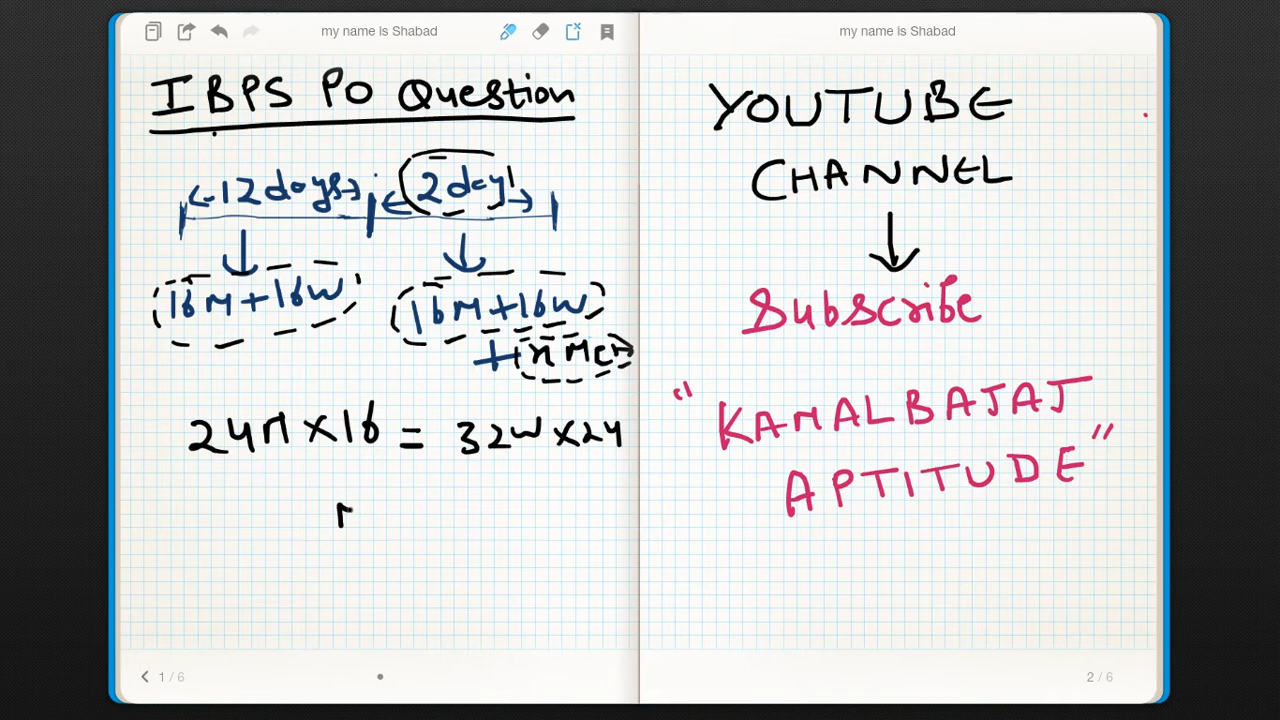 my name is Shabad
IBPS PO Question
12 days 2 day
16M+16W 16M+16W
+ x Men
24M×16 = 32W×24
1 / 6
my name is Shabad
YOUTUBE
CHANNEL
Subscribe
"KAMALBAJAJ
APTITUDE"
2 / 6